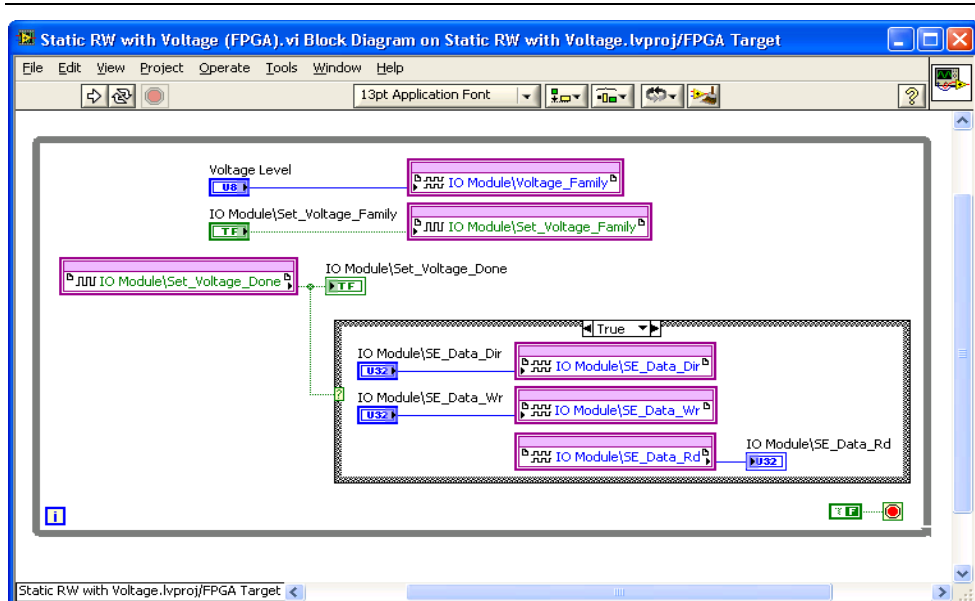 Static RW with Voltage (FPGA).vi Block Diagram on Static RW with Voltage.lvproj/FPGA Target
File Edit View Project Operate Tools Window Help
13pt Application Font
?
Voltage Level
U8
IO Module\Voltage_Family
IO Module\Set_Voltage_Family
TF
IO Module\Set_Voltage_Family
IO Module\Set_Voltage_Done
IO Module\Set_Voltage_Done
TF
True
?
IO Module\SE_Data_Dir
U32
IO Module\SE_Data_Dir
IO Module\SE_Data_Wr
U32
IO Module\SE_Data_Wr
IO Module\SE_Data_Rd
IO Module\SE_Data_Rd
U32
i
T F
Static RW with Voltage.lvproj/FPGA Target